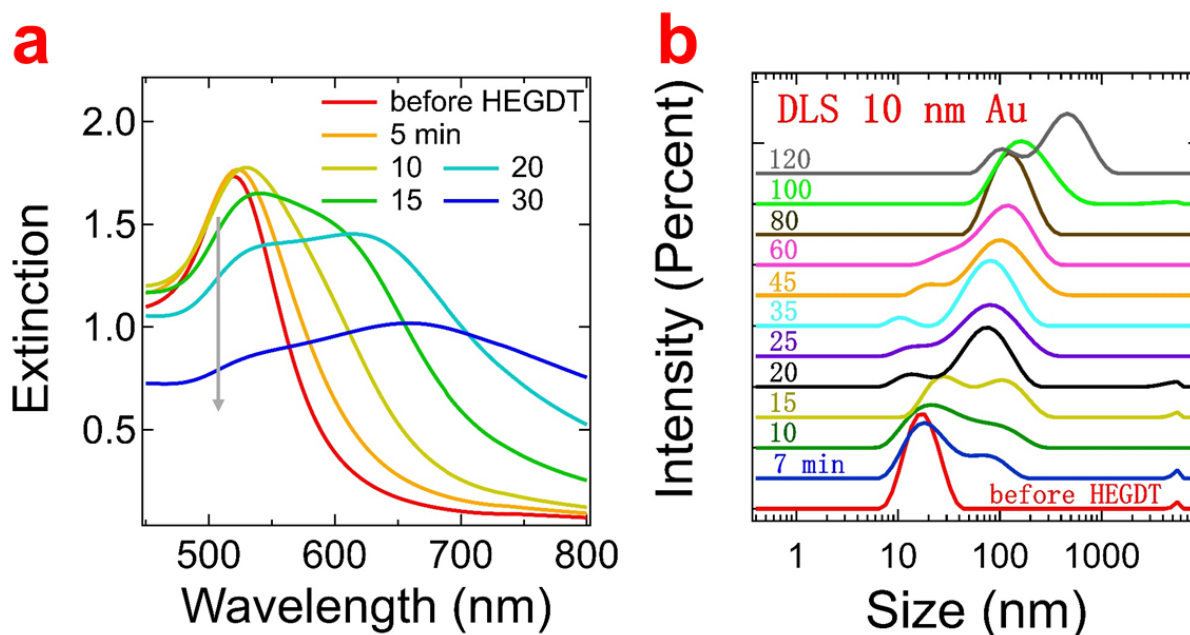 a
Extinction
2.0
1.5
1.0
0.5
before HEGDT
5 min
10 20
15 30
500 600 700 800
Wavelength (nm)
b
Intensity (Percent)
DLS 10 nm Au
120
100
80
60
45
35
25
20
15
10
7 min
before HEGDT
1 10 100 1000
Size (nm)